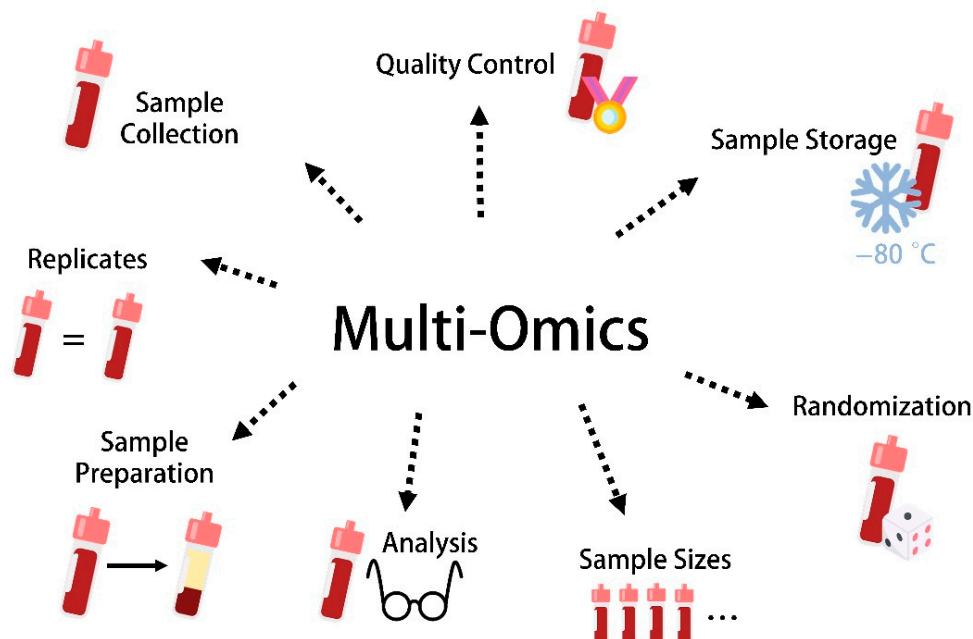 Quality Control
Sample
Collection
Sample Storage
−80 °C
Replicates
=
Multi-Omics
Randomization
Sample
Preparation
Analysis
Sample Sizes
...